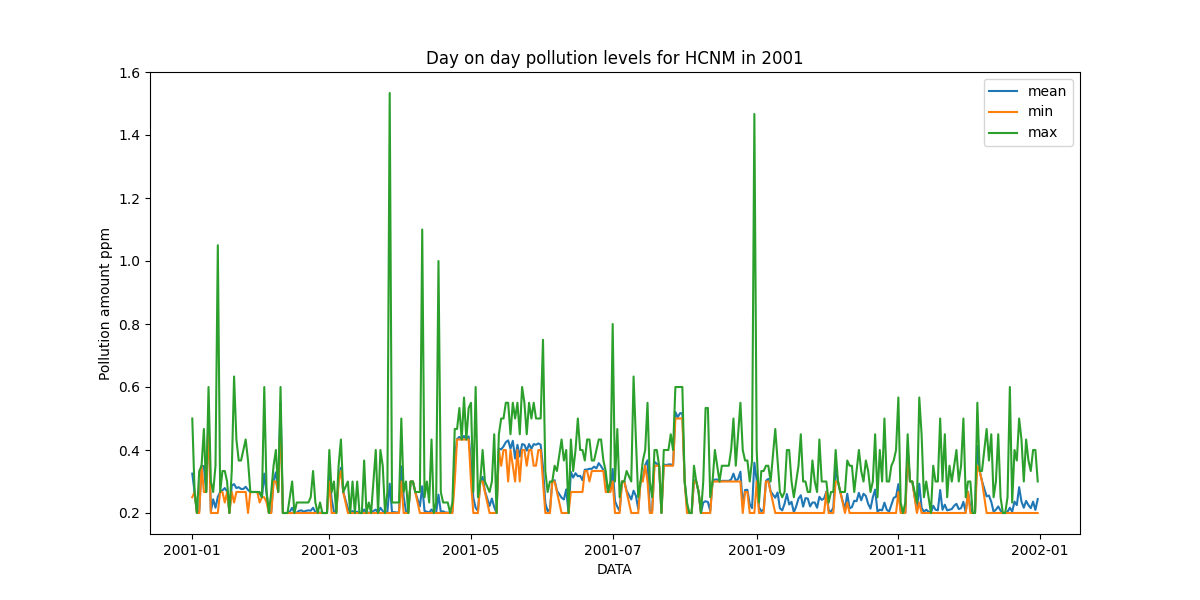 Day on day pollution levels for HCNM in 2001
Pollution amount ppm
1.6
1.4
1.2
1.0
0.8
0.6
0.4
0.2
mean
min
max
2001-01 2001-03 2001-05 2001-07 2001-09 2001-11 2002-01
DATA